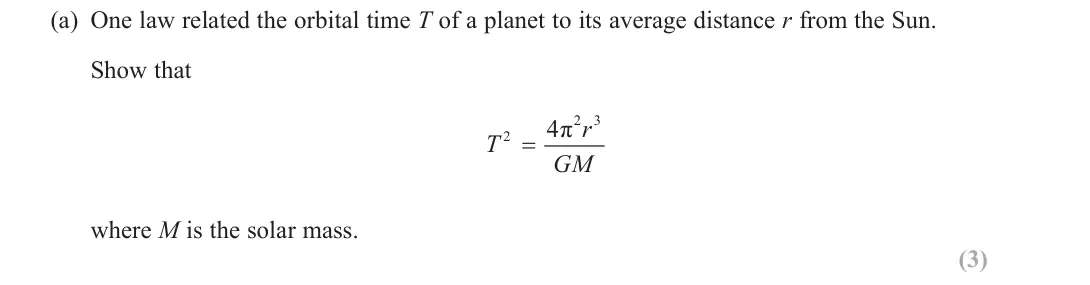 (a) One law related the orbital time T of a planet to its average distance r from the Sun.
Show that
T² = 4π²r³ / GM
where M is the solar mass.
(3)